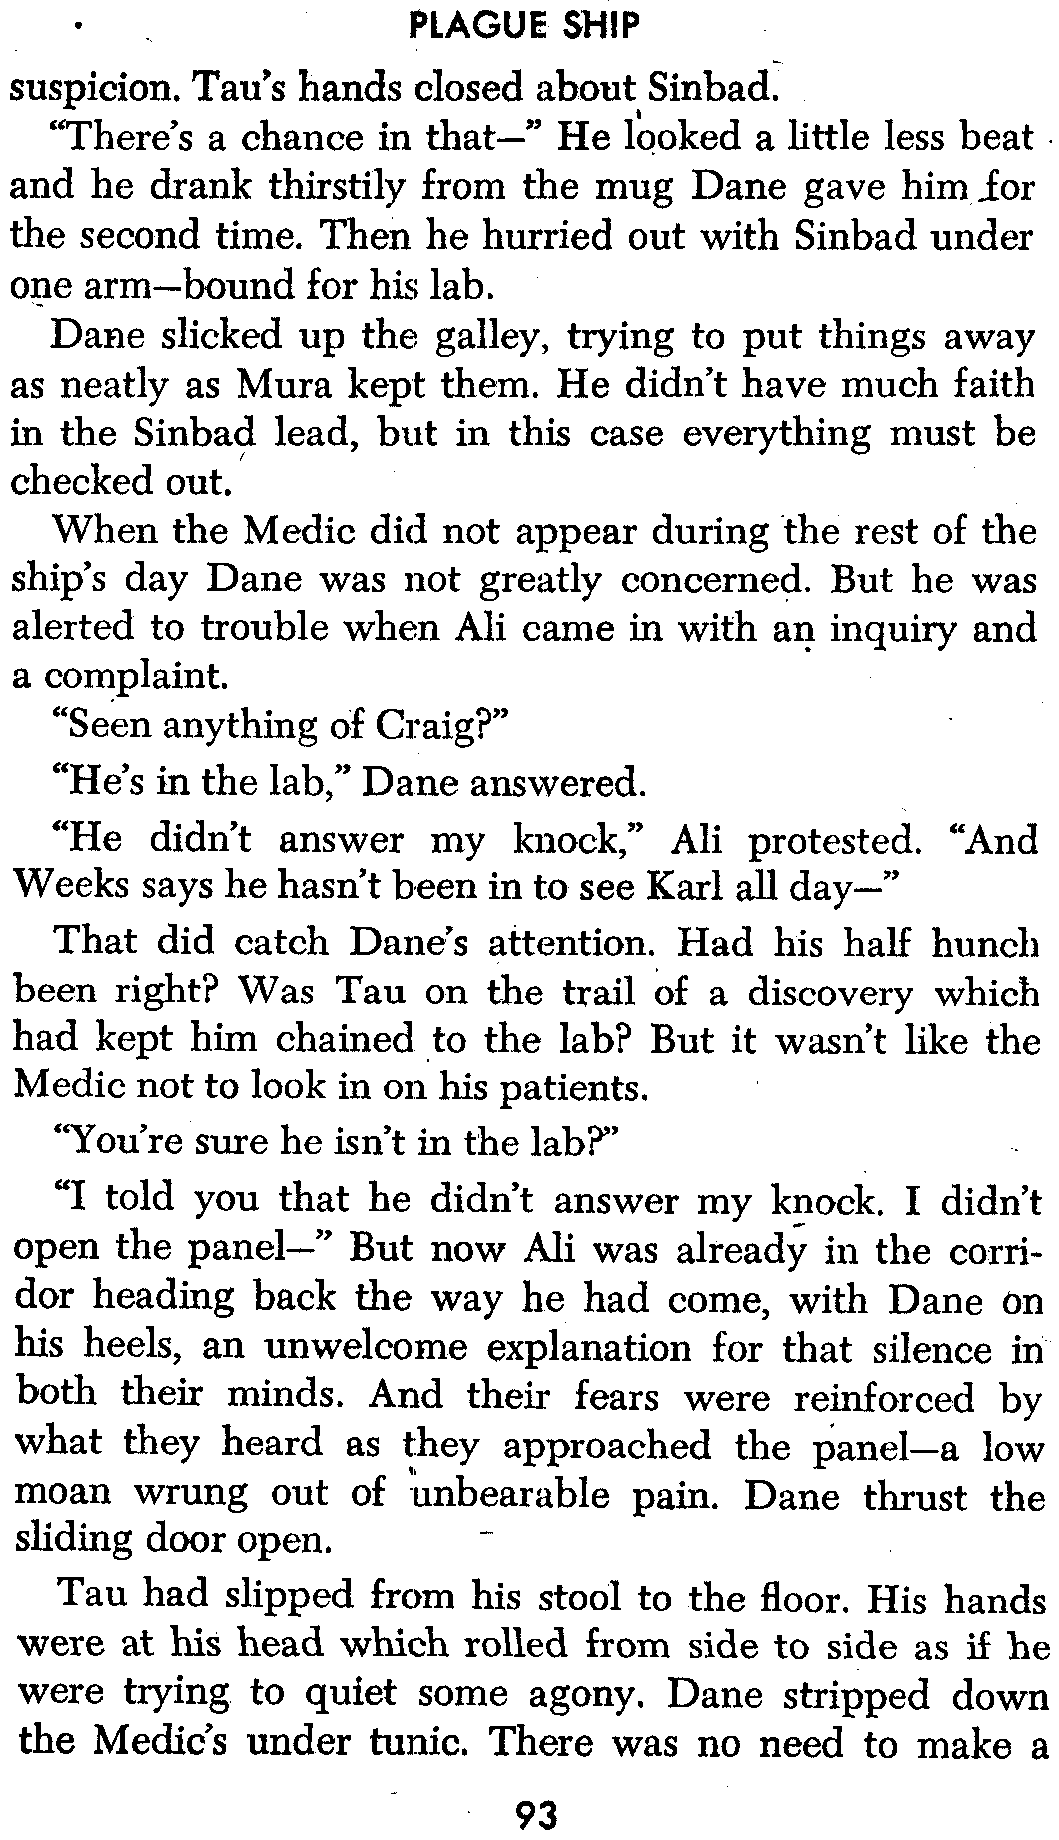 PLAGUE SHIP
suspicion. Tau's hands closed about Sinbad.
“There's a chance in that—” He looked a little less beat
and he drank thirstily from the mug Dane gave him for
the second time. Then he hurried out with Sinbad under
one arm—bound for his lab.
Dane slicked up the galley, trying to put things away
as neatly as Mura kept them. He didn't have much faith
in the Sinbad lead, but in this case everything must be
checked out.
When the Medic did not appear during the rest of the
ship's day Dane was not greatly concerned. But he was
alerted to trouble when Ali came in with an inquiry and
a complaint.
“Seen anything of Craig?”
“He's in the lab,” Dane answered.
“He didn't answer my knock,” Ali protested. “And
Weeks says he hasn't been in to see Karl all day—”
That did catch Dane's attention. Had his half hunch
been right? Was Tau on the trail of a discovery which
had kept him chained to the lab? But it wasn't like the
Medic not to look in on his patients.
“You're sure he isn't in the lab?”
“I told you that he didn't answer my knock. I didn't
open the panel—” But now Ali was already in the corri-
dor heading back the way he had come, with Dane on
his heels, an unwelcome explanation for that silence in
both their minds. And their fears were reinforced by
what they heard as they approached the panel—a low
moan wrung out of unbearable pain. Dane thrust the
sliding door open.
Tau had slipped from his stool to the floor. His hands
were at his head which rolled from side to side as if he
were trying to quiet some agony. Dane stripped down
the Medic's under tunic. There was no need to make a
93